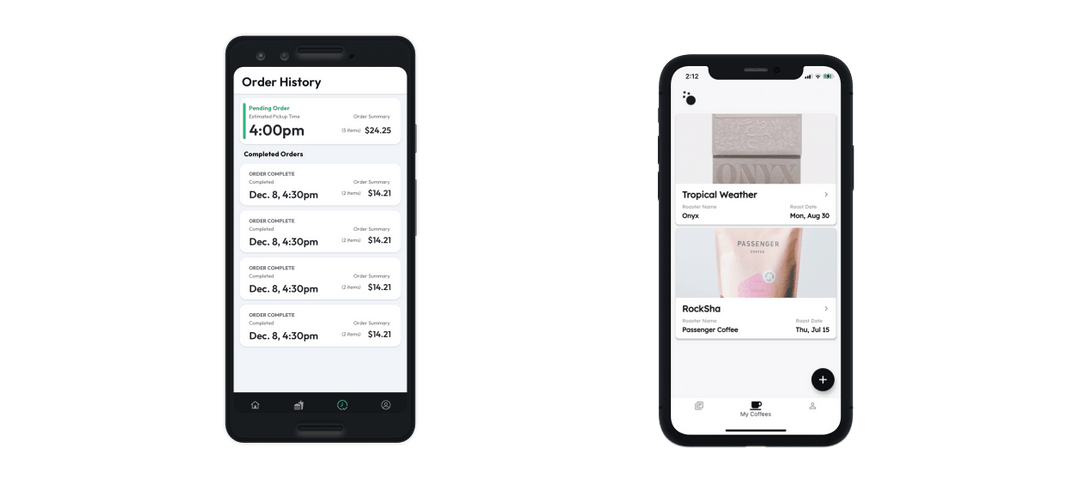 Order History
Pending Order
Estimated Pickup Time Order Summary
4:00pm (5 items) $24.25
Completed Orders
ORDER COMPLETE
Completed Order Summary
Dec. 8, 4:30pm (2 items) $14.21
ORDER COMPLETE
Completed Order Summary
Dec. 8, 4:30pm (2 items) $14.21
ORDER COMPLETE
Completed Order Summary
Dec. 8, 4:30pm (2 items) $14.21
ORDER COMPLETE
Completed Order Summary
Dec. 8, 4:30pm (2 items) $14.21
2:12
ONYX
Tropical Weather
Roaster Name Roast Date
Onyx Mon, Aug 30
PASSENGER
COFFEE
RockSha
Roaster Name Roast Date
Passenger Coffee Thu, Jul 15
My Coffees